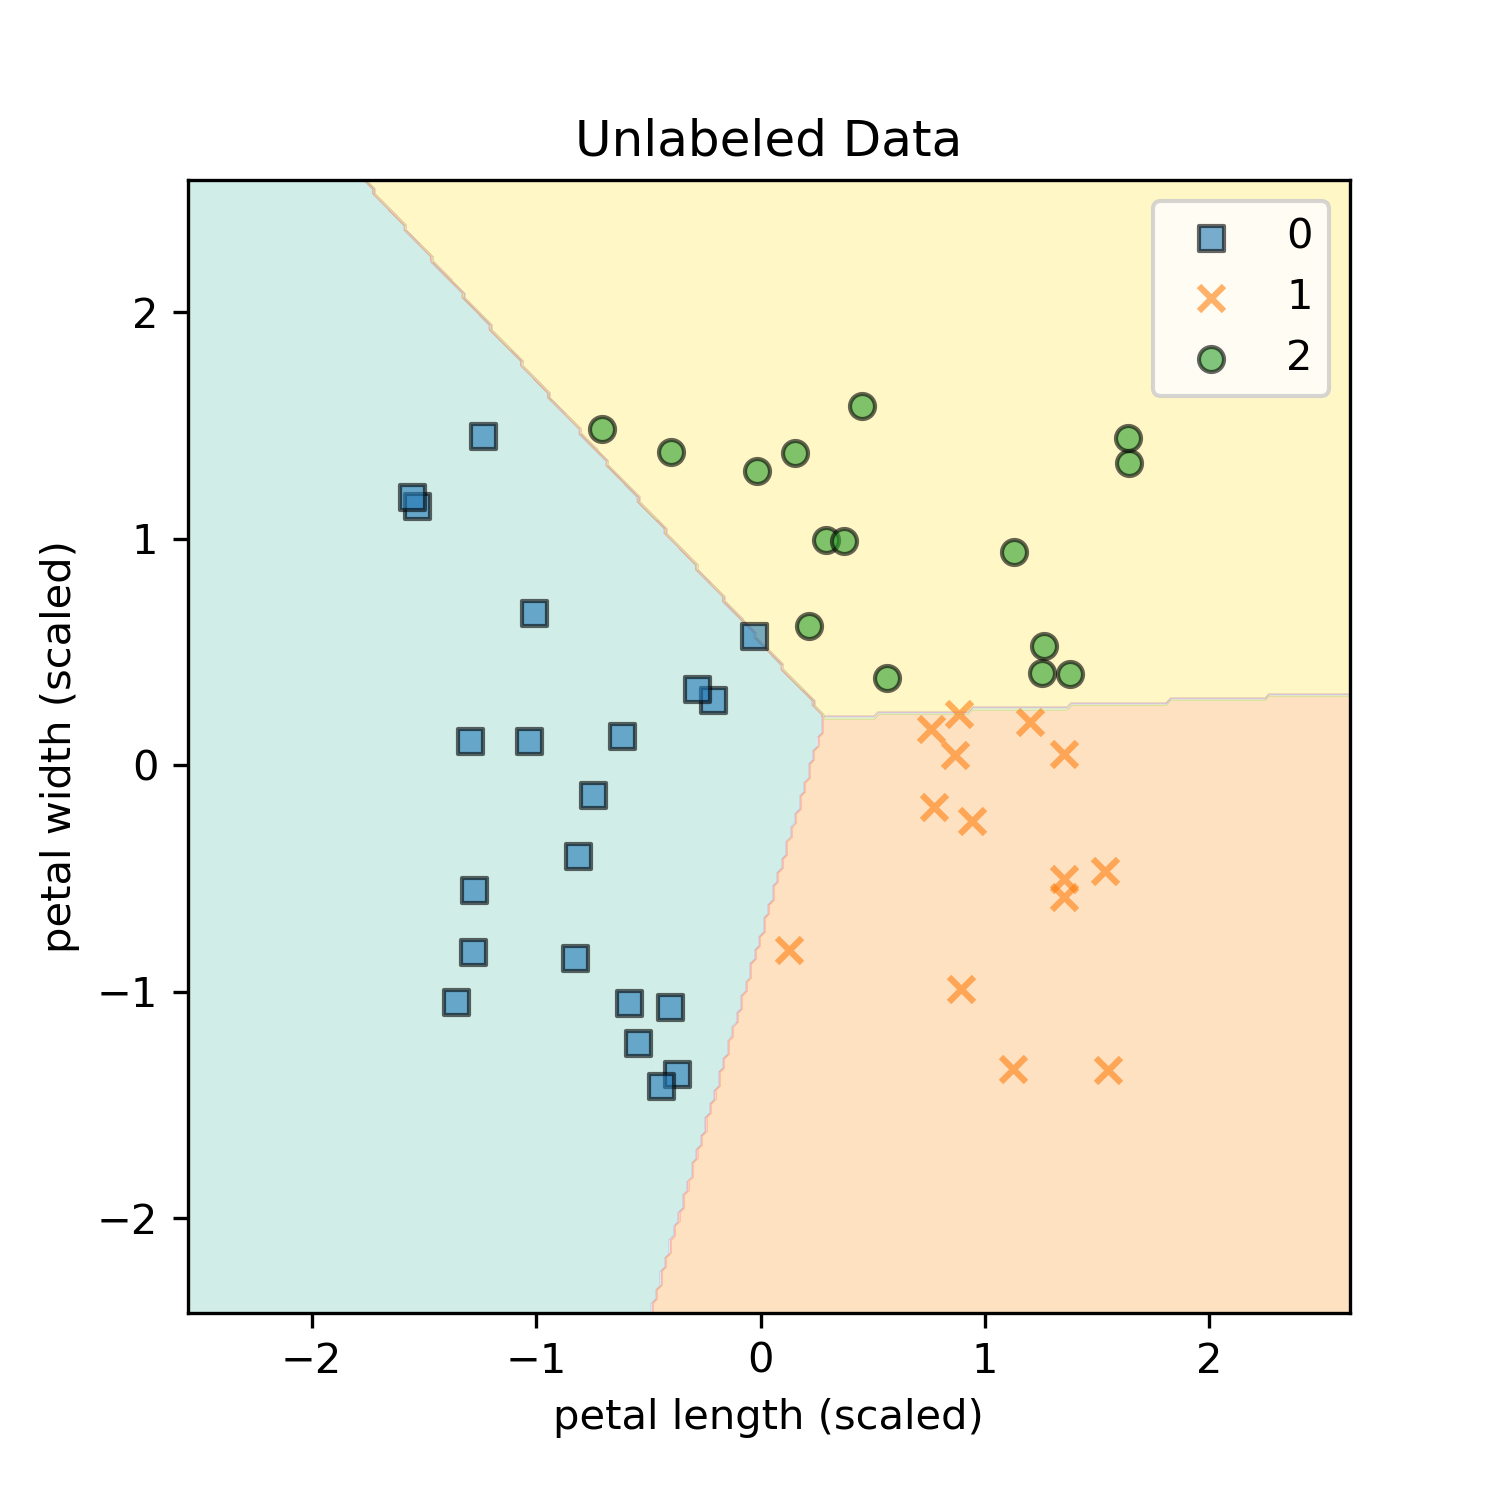 Unlabeled Data
0
1
2
petal width (scaled)
2
1
0
−1
−2
−2 −1 0 1 2
petal length (scaled)